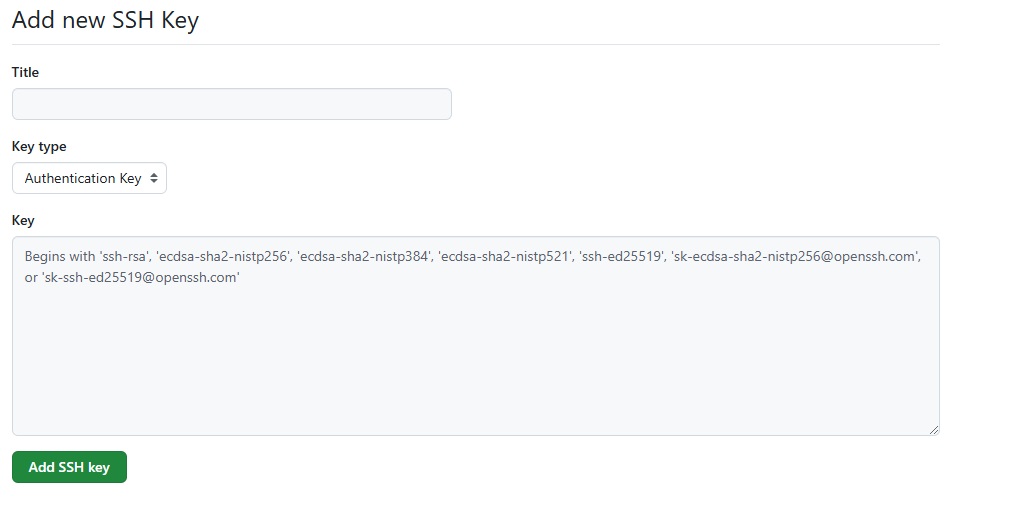 Add new SSH Key
Title
Key type
Authentication Key
Key
Begins with 'ssh-rsa', 'ecdsa-sha2-nistp256', 'ecdsa-sha2-nistp384', 'ecdsa-sha2-nistp521', 'ssh-ed25519', 'sk-ecdsa-sha2-nistp256@openssh.com',
or 'sk-ssh-ed25519@openssh.com'
Add SSH key